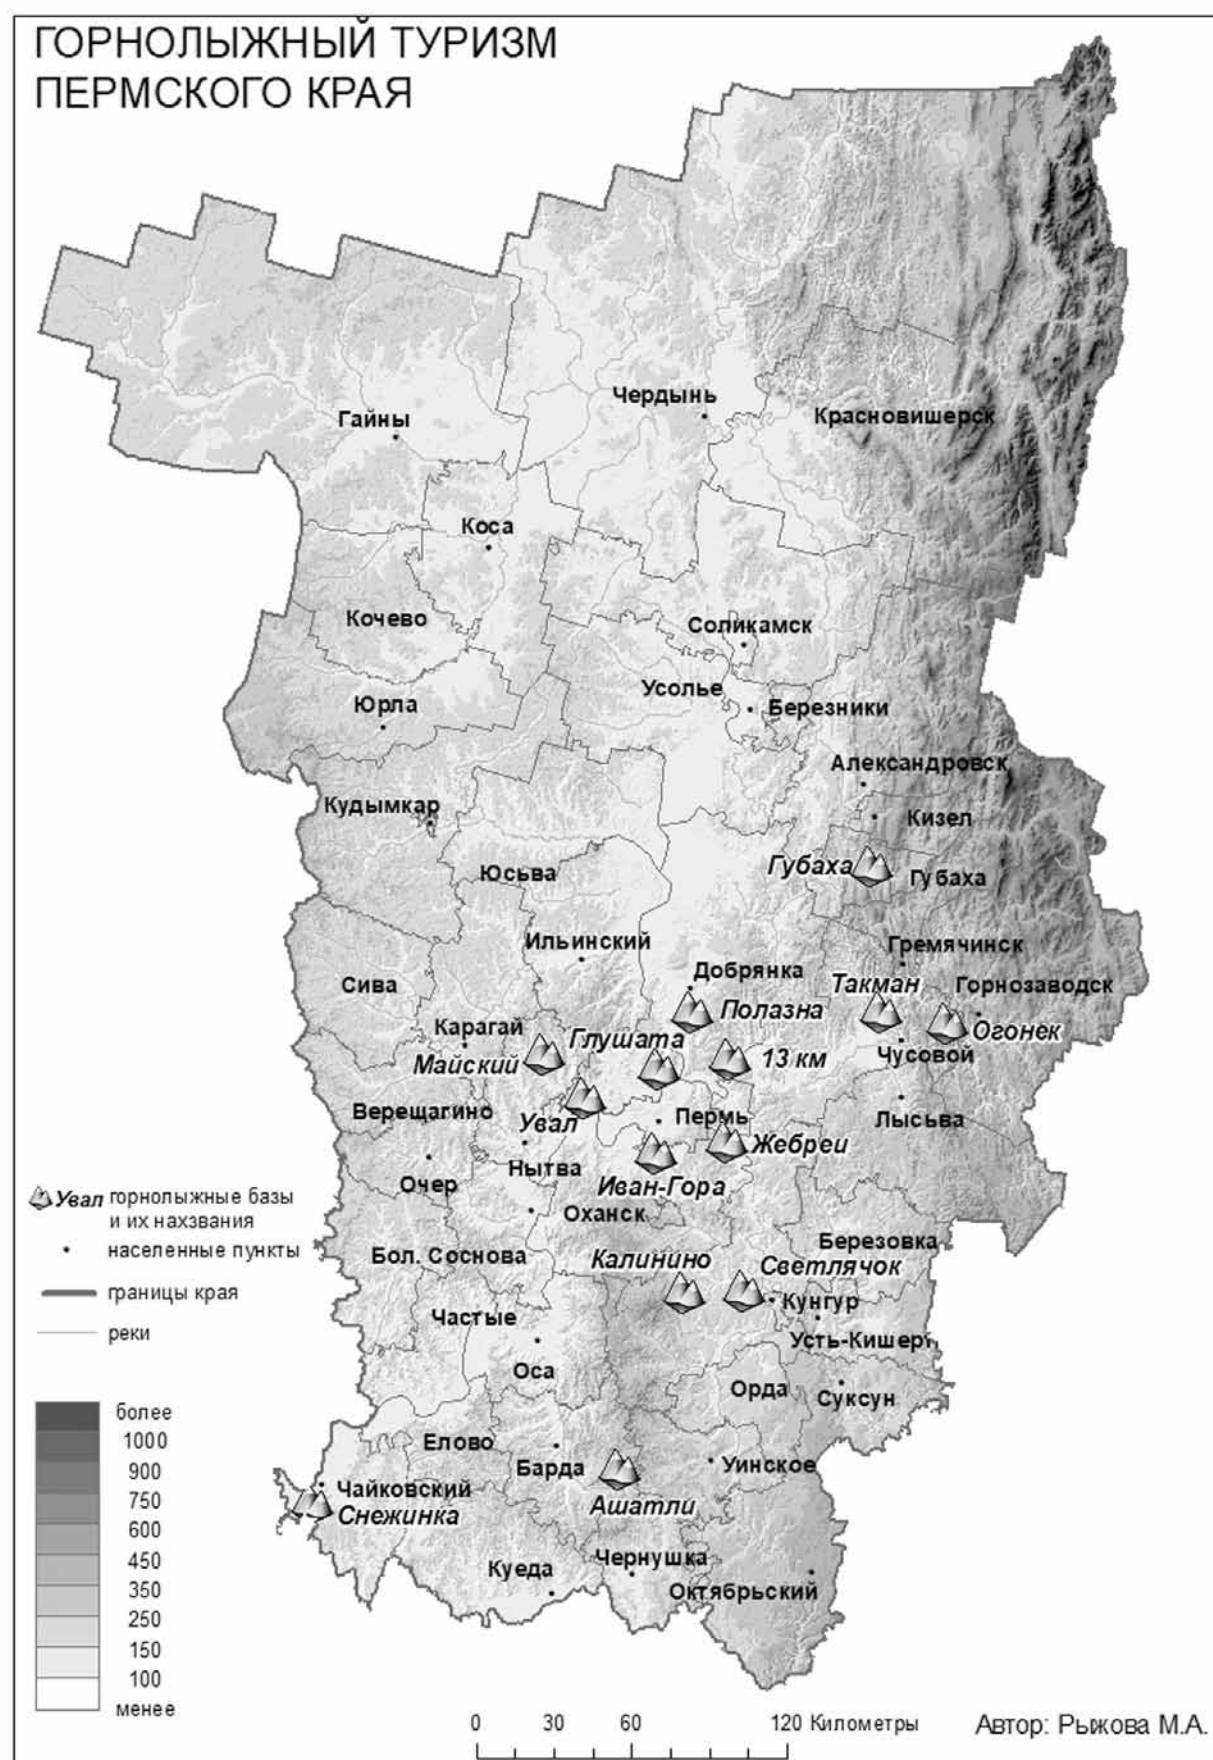 ГОРНОЛЫЖНЫЙ ТУРИЗМ
ПЕРМСКОГО КРАЯ
Чердынь
Гайны
Красновишерск
Коса
Кочево
Соликамск
Усолье
Юрла
Березники
Александровск
Кудымкар
Кизел
Губаха
Юсьва
Губаха
Ильинский
Гремячинск
Добрянка
Сива
Такман
Горнозаводск
Полазна
Карагай
Огонек
Глушата
Майский
13 км
Чусовой
Верещагино
Увал
Пермь
Лысьва
Жебреи
Нытва
Очер
Иван-Гора
Оханск
Увал горнолыжные базы
и их нахзвания
населенные пункты
границы края
реки
Бол. Соснова
Калинино
Березовка
Светлячок
Кунгур
Частые
Усть-Кишерть
Оса
Орда
Суксун
Елово
Барда
Уинское
Чайковский
Снежинка
Ашатли
Куеда
Чернушка
Октябрьский
более
1000
900
750
600
450
350
250
150
100
менее
0 30 60 120 Километры
Автор: Рыжова М.А.